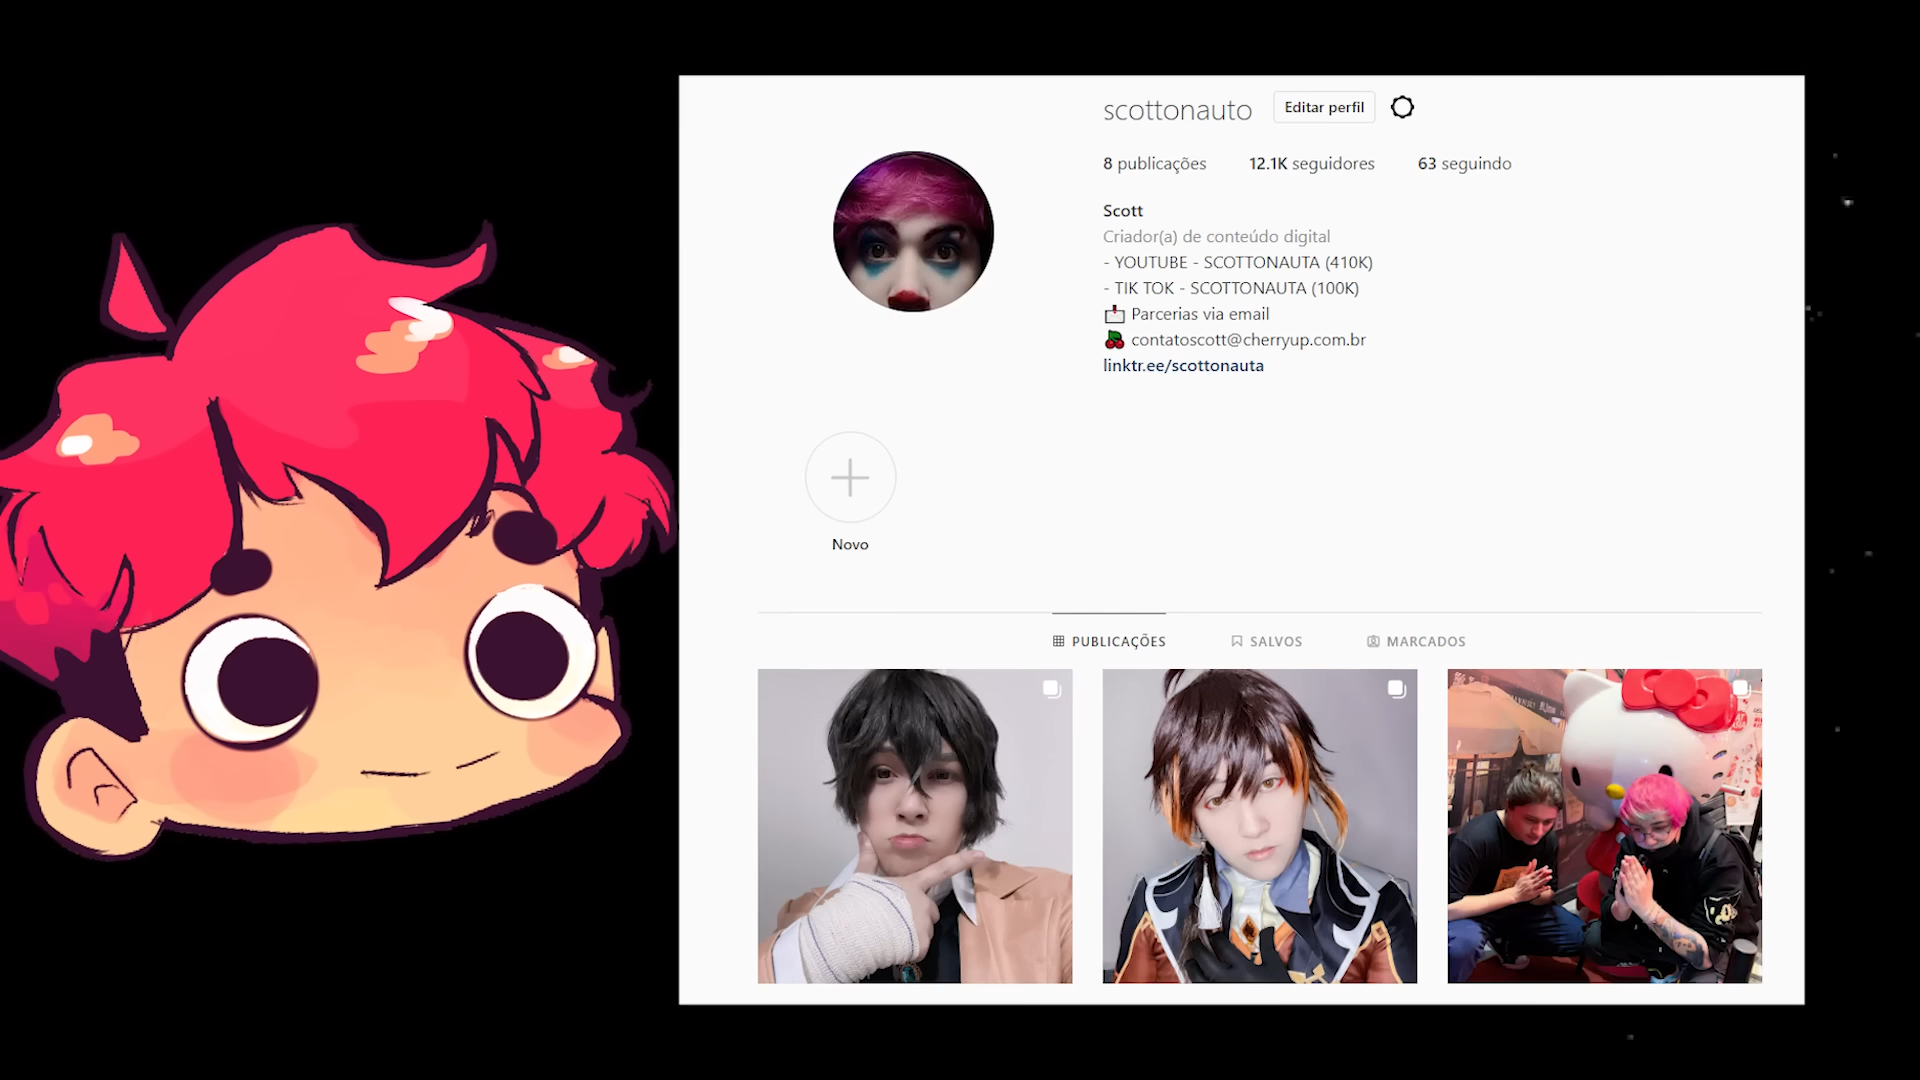 scottonauto
Editar perfil
8 publicações 12.1K seguidores 63 seguindo
Scott
Criador(a) de conteúdo digital
- YOUTUBE - SCOTTONAUTA (410K)
- TIK TOK - SCOTTONAUTA (100K)
Parcerias via email
contatoscott@cherryup.com.br
linktr.ee/scottonauta
Novo
PUBLICAÇÕES SALVOS MARCADOS